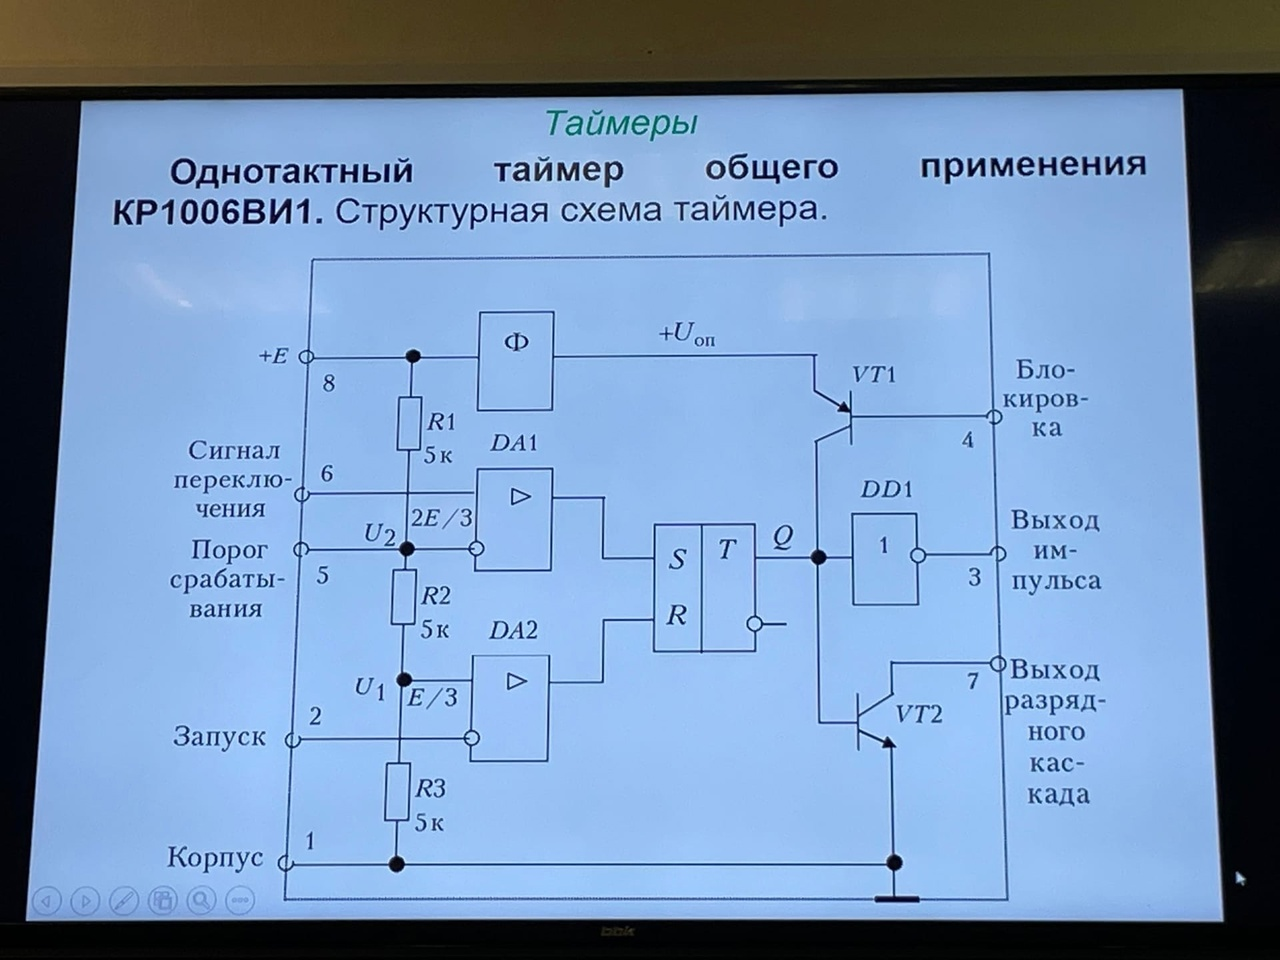 Таймеры
Однотактный таймер общего применения
КР1006ВИ1. Структурная схема таймера.
+E
8
Ф
+Uоп
VT1
Бло-
киров-
ка
4
R1
5к
DA1
Сигнал
переклю-
чения
6
2E/3
U2
Порог
срабаты-
вания
5
R2
5к
DA2
S
T
R
Q
DD1
1
Выход
им-
пульса
3
U1
E/3
2
Запуск
VT2
7
Выход
разряд-
ного
кас-
када
R3
5к
1
Корпус
bbk